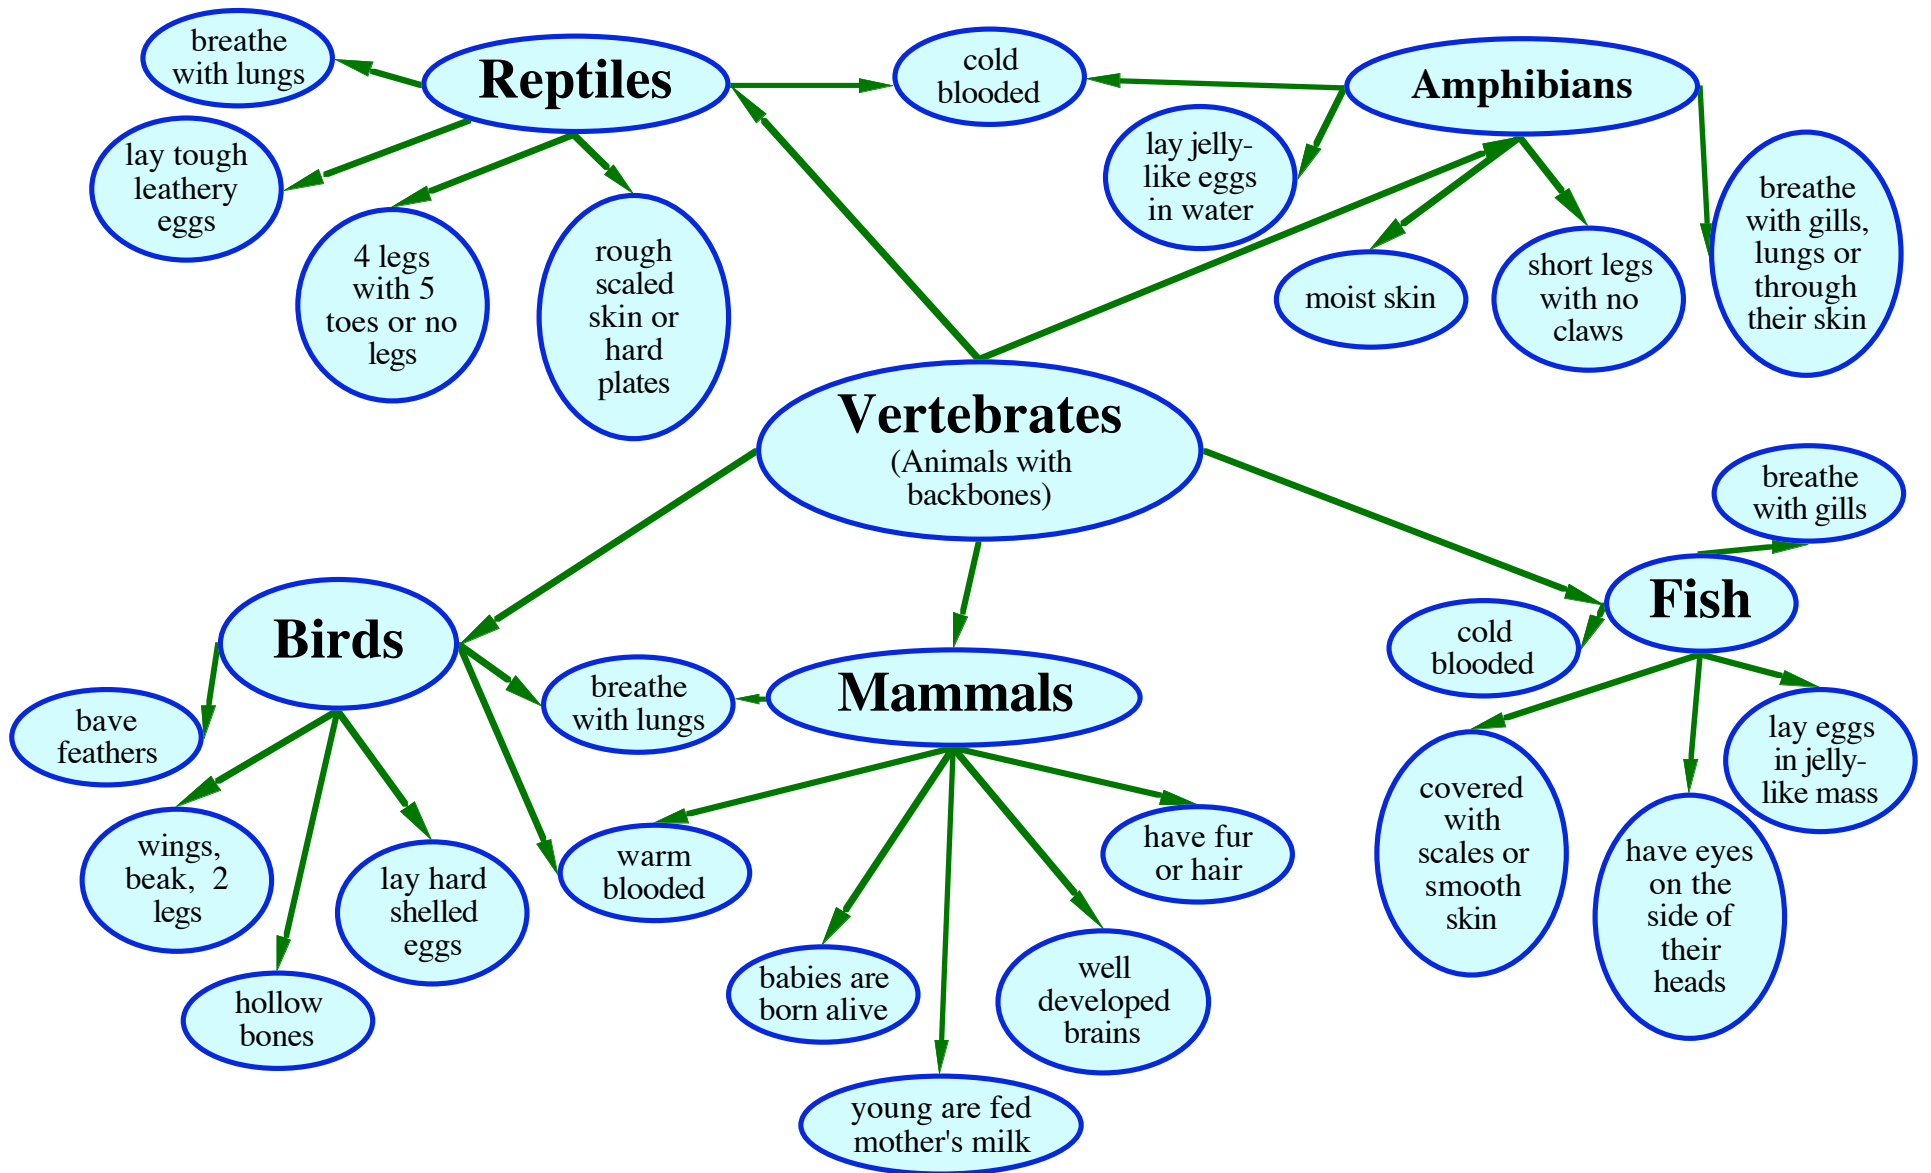 breathe
with lungs
Reptiles
cold
blooded
Amphibians
lay tough
leathery
eggs
4 legs
with 5
toes or no
legs
rough
scaled
skin or
hard
plates
lay jelly-
like eggs
in water
moist skin
short legs
with no
claws
breathe
with gills,
lungs or
through
their skin
Vertebrates
(Animals with
backbones)
breathe
with gills
Fish
cold
blooded
Birds
breathe
with lungs
Mammals
bave
feathers
wings,
beak,  2
legs
lay hard
shelled
eggs
hollow
bones
warm
blooded
have fur
or hair
babies are
born alive
well
developed
brains
young are fed
mother's milk
covered
with
scales or
smooth
skin
have eyes
on the
side of
their
heads
lay eggs
in jelly-
like mass